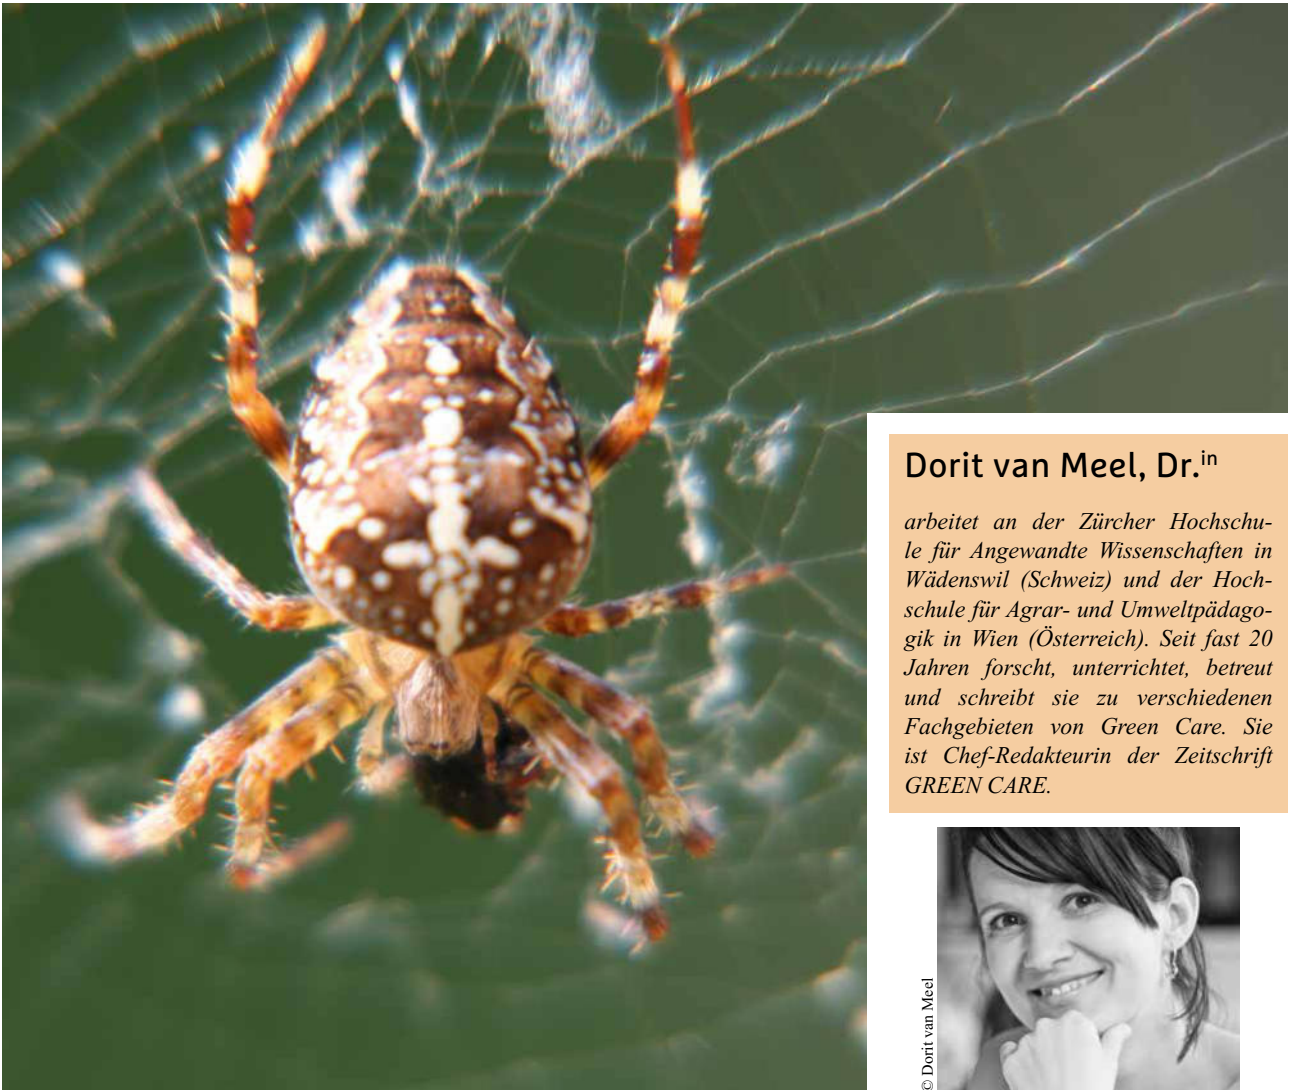 Dorit van Meel, Dr.in
arbeitet an der Zürcher Hochschu-
le für Angewandte Wissenschaften in
Wädenswil (Schweiz) und der Hoch-
schule für Agrar- und Umweltpädago-
gik in Wien (Österreich). Seit fast 20
Jahren forscht, unterrichtet, betreut
und schreibt sie zu verschiedenen
Fachgebieten von Green Care. Sie
ist Chef-Redakteurin der Zeitschrift
GREEN CARE.
© Dorit van Meel